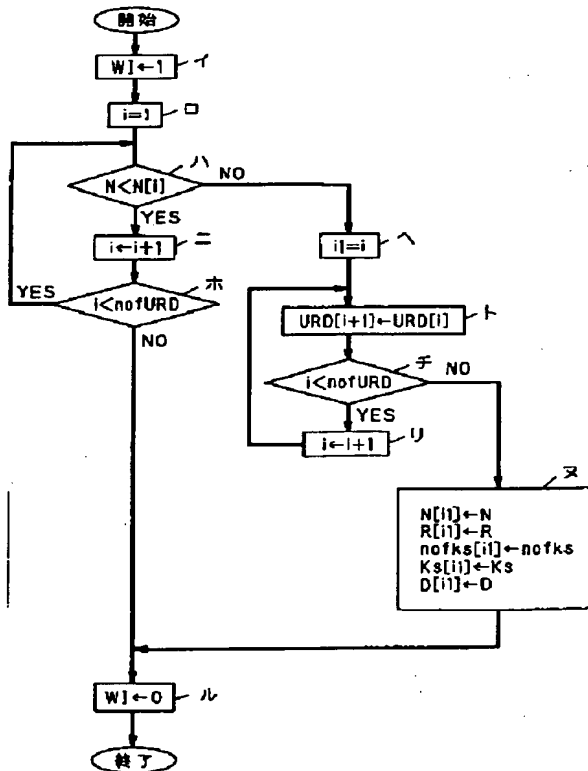 開始
WI←1 イ
i=1 ロ
N<N[i] ハ
NO
YES
i←i+1 ニ
i1=i ヘ
YES
i<nofURD ホ
NO
URD[i+1]←URD[i] ト
i<nofURD チ
NO
YES
i←i+1 リ
ヌ
N[i1]←N
R[i1]←R
nofks[i1]←nofks
Ks[i1]←Ks
D[i1]←D
WI←0 ル
終了